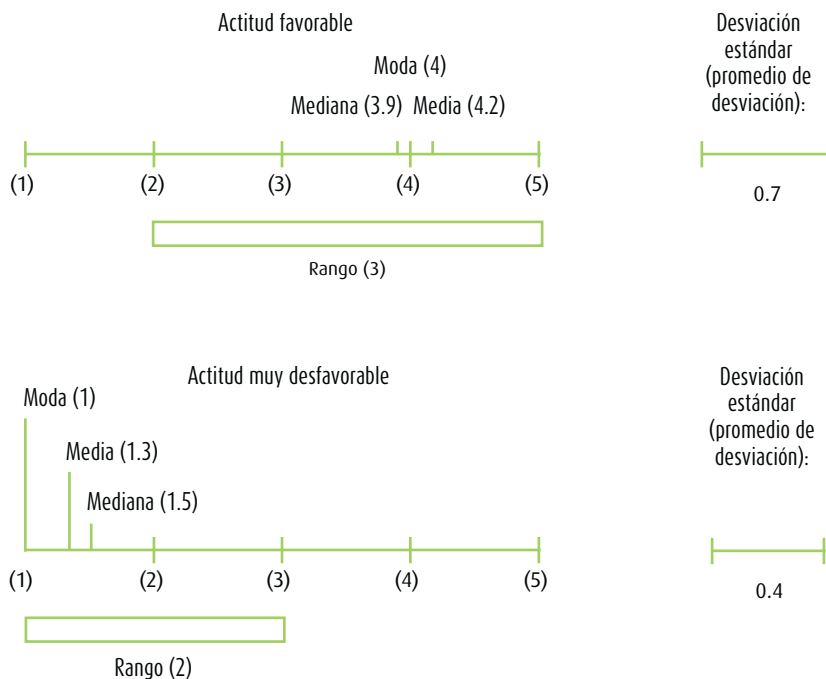 Actitud favorable
Moda (4)
Mediana (3.9) Media (4.2)
(1) (2) (3) (4) (5)
Rango (3)
Desviación
estándar
(promedio de
desviación):
0.7
Actitud muy desfavorable
Moda (1)
Media (1.3)
Mediana (1.5)
(1) (2) (3) (4) (5)
Rango (2)
Desviación
estándar
(promedio de
desviación):
0.4